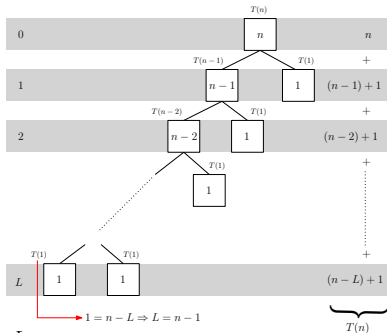 T(n)
0 n n
+
T(n−1) T(1)
1 n − 1 1 (n − 1) + 1
+
T(n−2) T(1)
2 n − 2 1 (n − 2) + 1
+
T(1)
1
+
T(1) T(1)
L 1 1 (n − L) + 1
1 = n − L ⇒ L = n − 1
T(n)